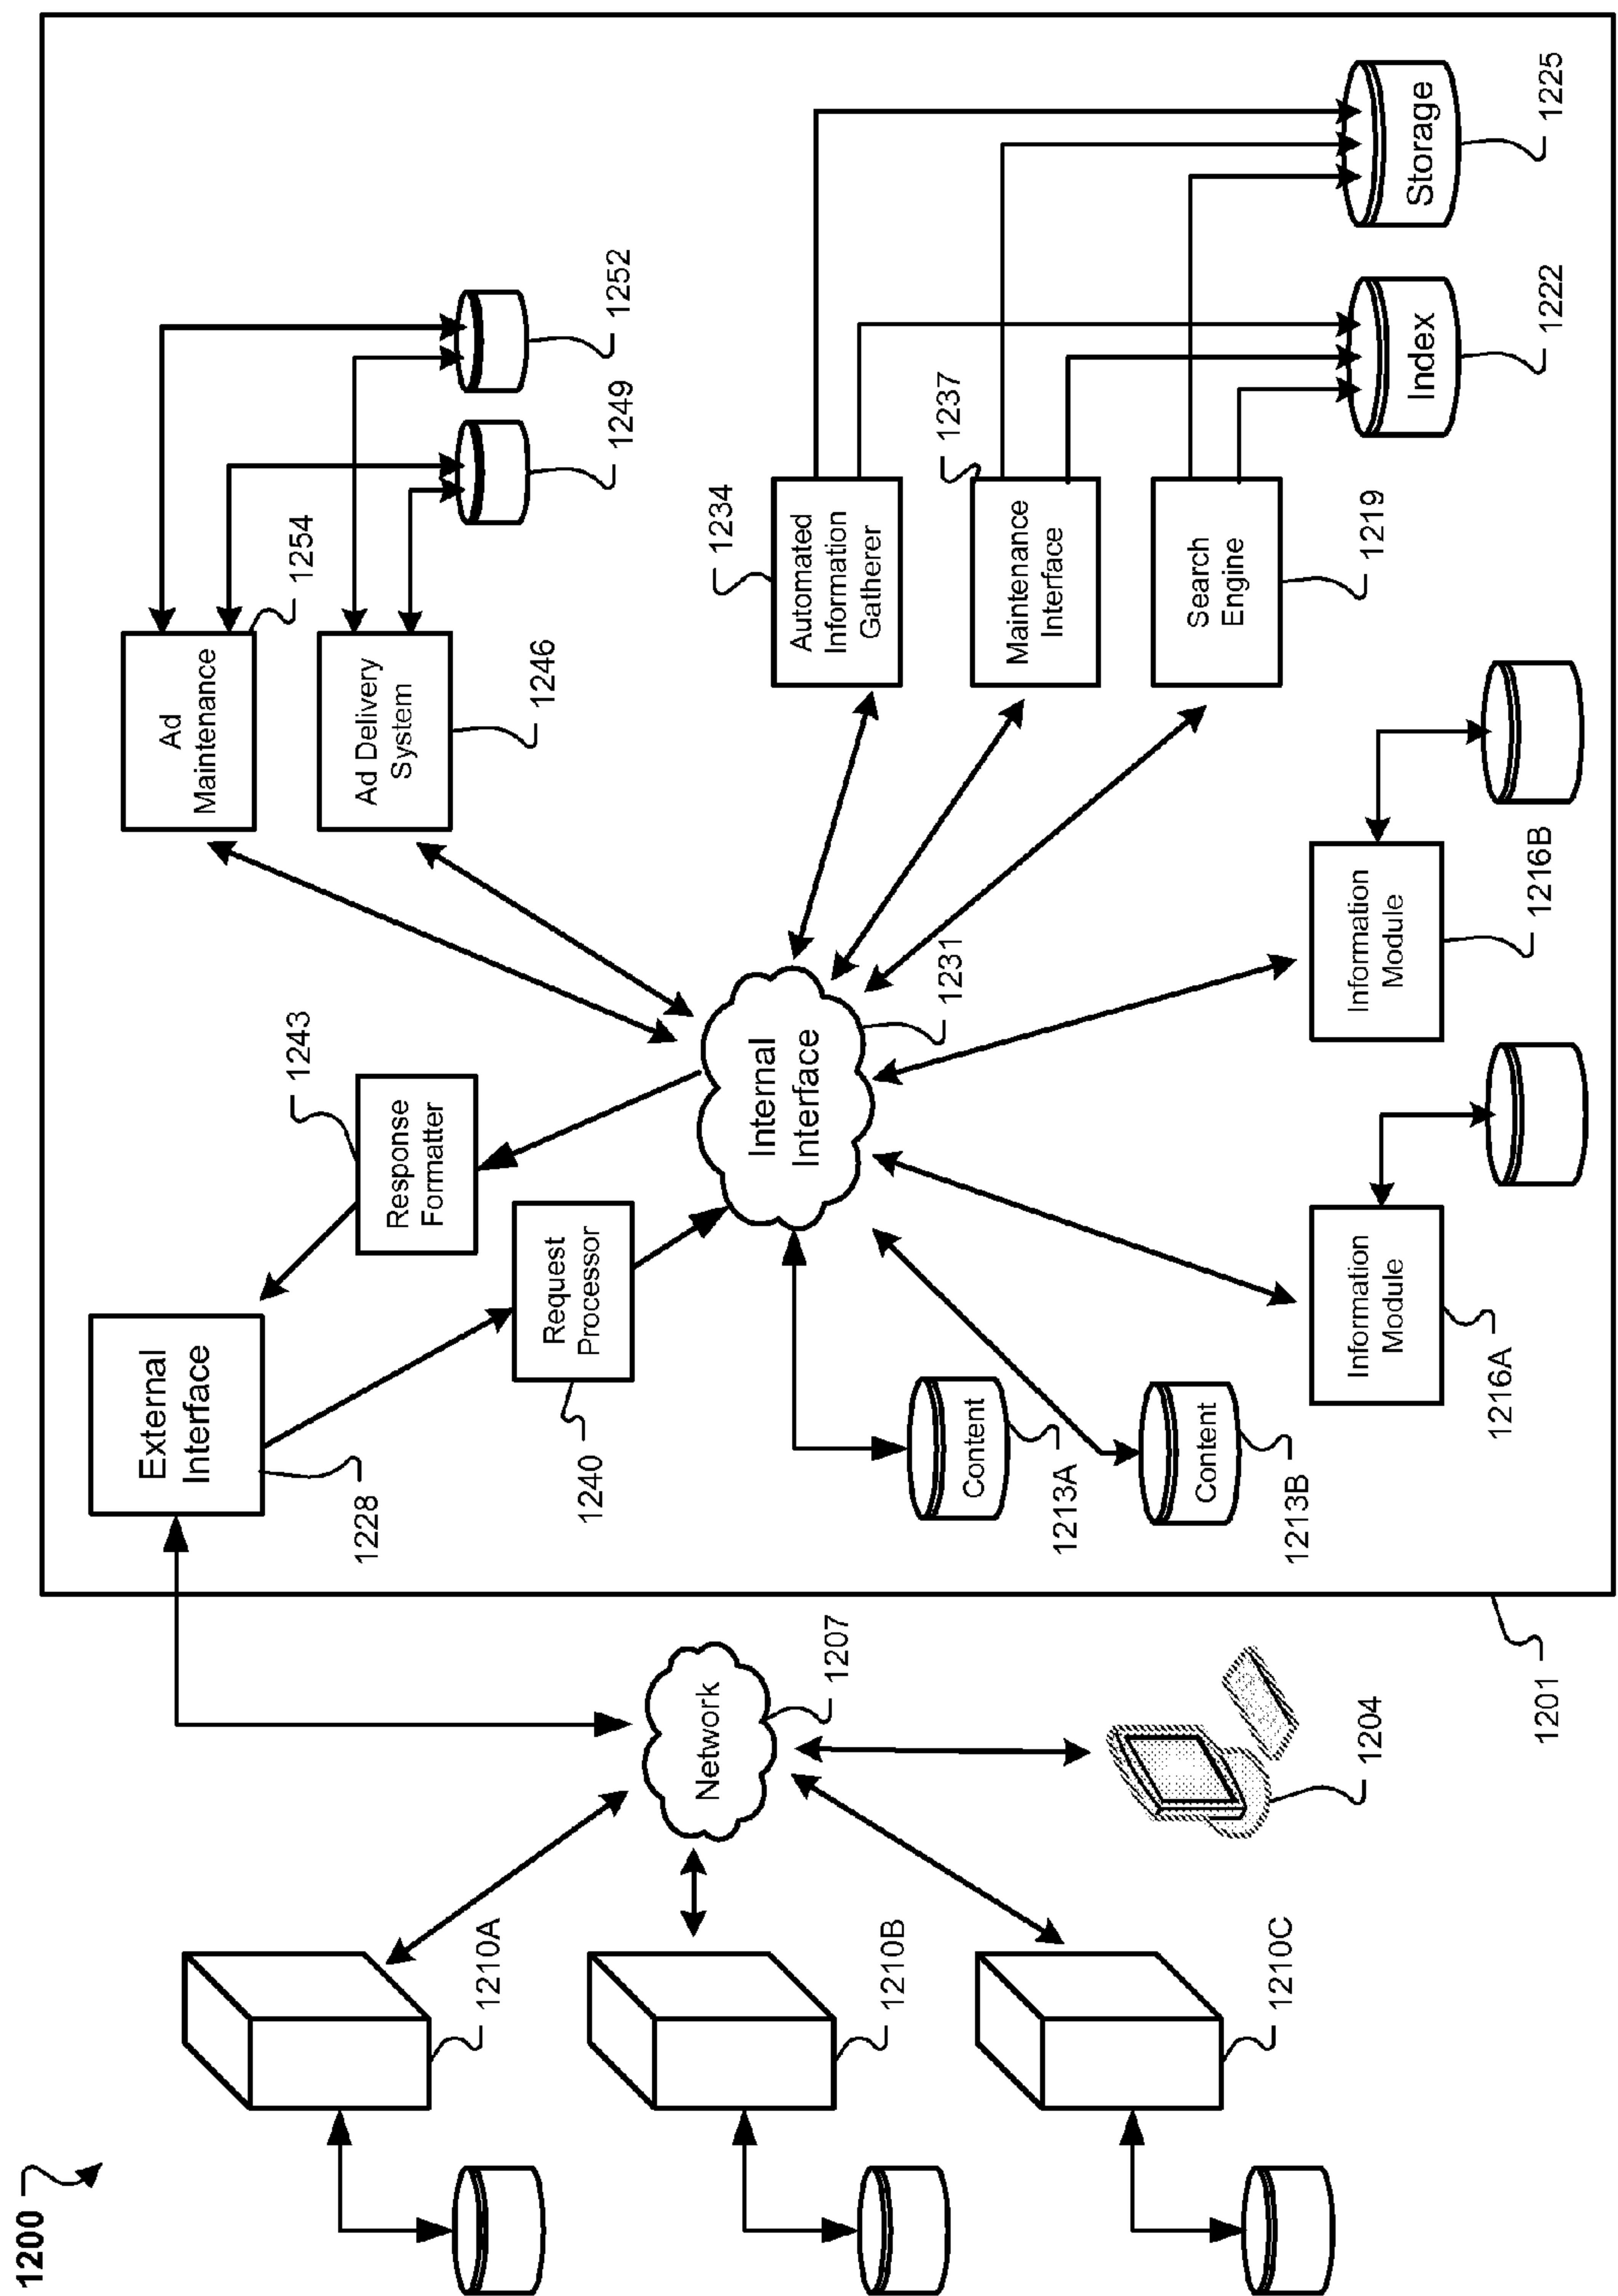 1200
1210A
1210B
1210C
Network
1207
1204
1201
External
Interface
1228
Response
Formatter
1243
Request
Processor
1240
Internal
Interface
1231
Content
1213A
Content
1213B
Information
Module
1216A
Information
Module
1216B
Ad
Maintenance
1254
Ad Delivery
System
1246
1249
1252
Automated
Information
Gatherer
1234
Maintenance
Interface
1237
Search
Engine
1219
Index
1222
Storage
1225